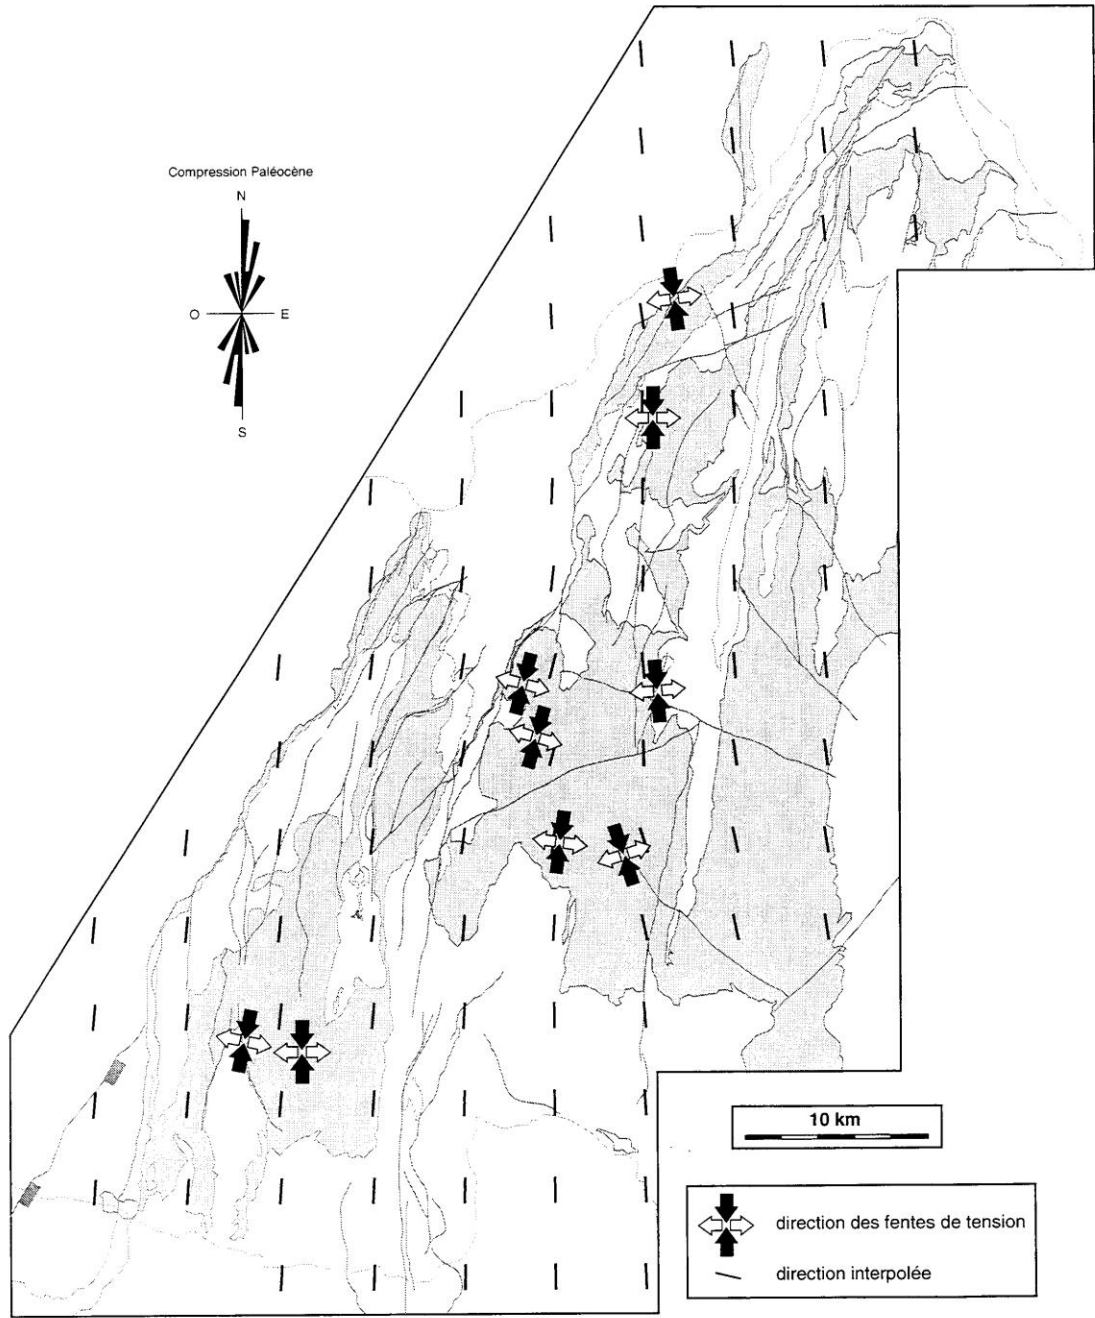 Compression Paléocène
N
O
E
S
10 km
direction des fentes de tension
direction interpolée